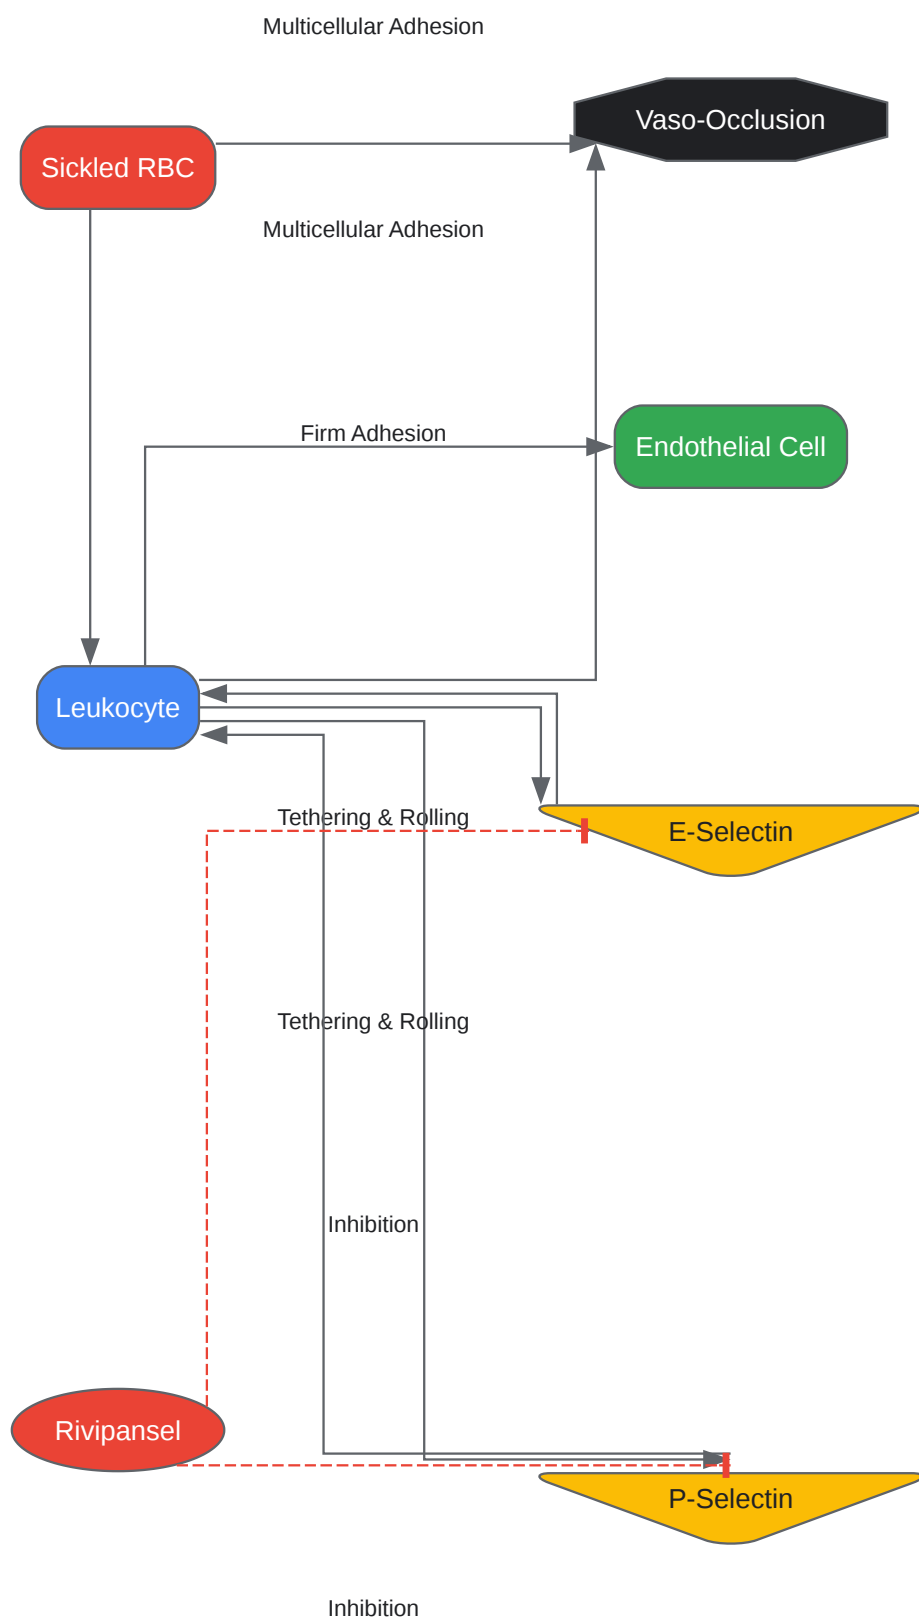 Multicellular Adhesion
Vaso-Occlusion
Sickled RBC
Multicellular Adhesion
Firm Adhesion
Endothelial Cell
Leukocyte
Tethering & Rolling
E-Selectin
Tethering & Rolling
Inhibition
Rivipansel
P-Selectin
Inhibition